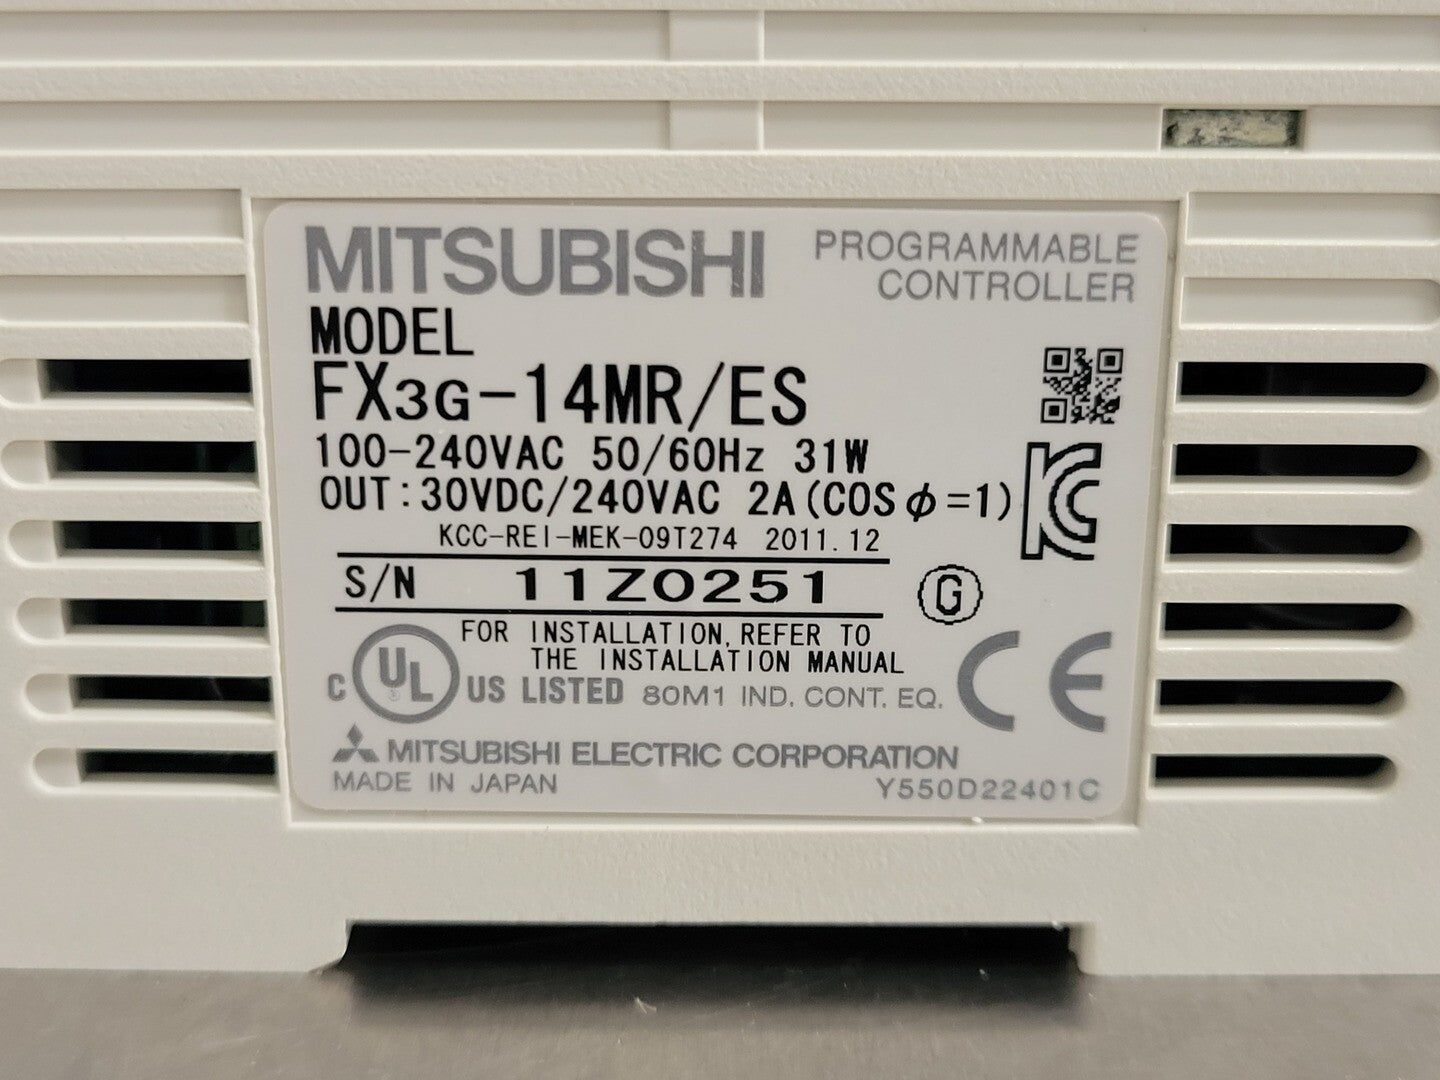 MITSUBISHI PROGRAMMABLE
CONTROLLER
MODEL
FX3G-14MR/ES
100-240VAC 50/60Hz 31W
OUT:30VDC/240VAC 2A(COSφ=1)
KCC-REI-MEK-09T274 2011.12
S/N 11Z0251
G
FOR INSTALLATION, REFER TO
THE INSTALLATION MANUAL
C UL US LISTED 80M1 IND. CONT. EQ.
CE
MITSUBISHI ELECTRIC CORPORATION
MADE IN JAPAN Y550D22401C